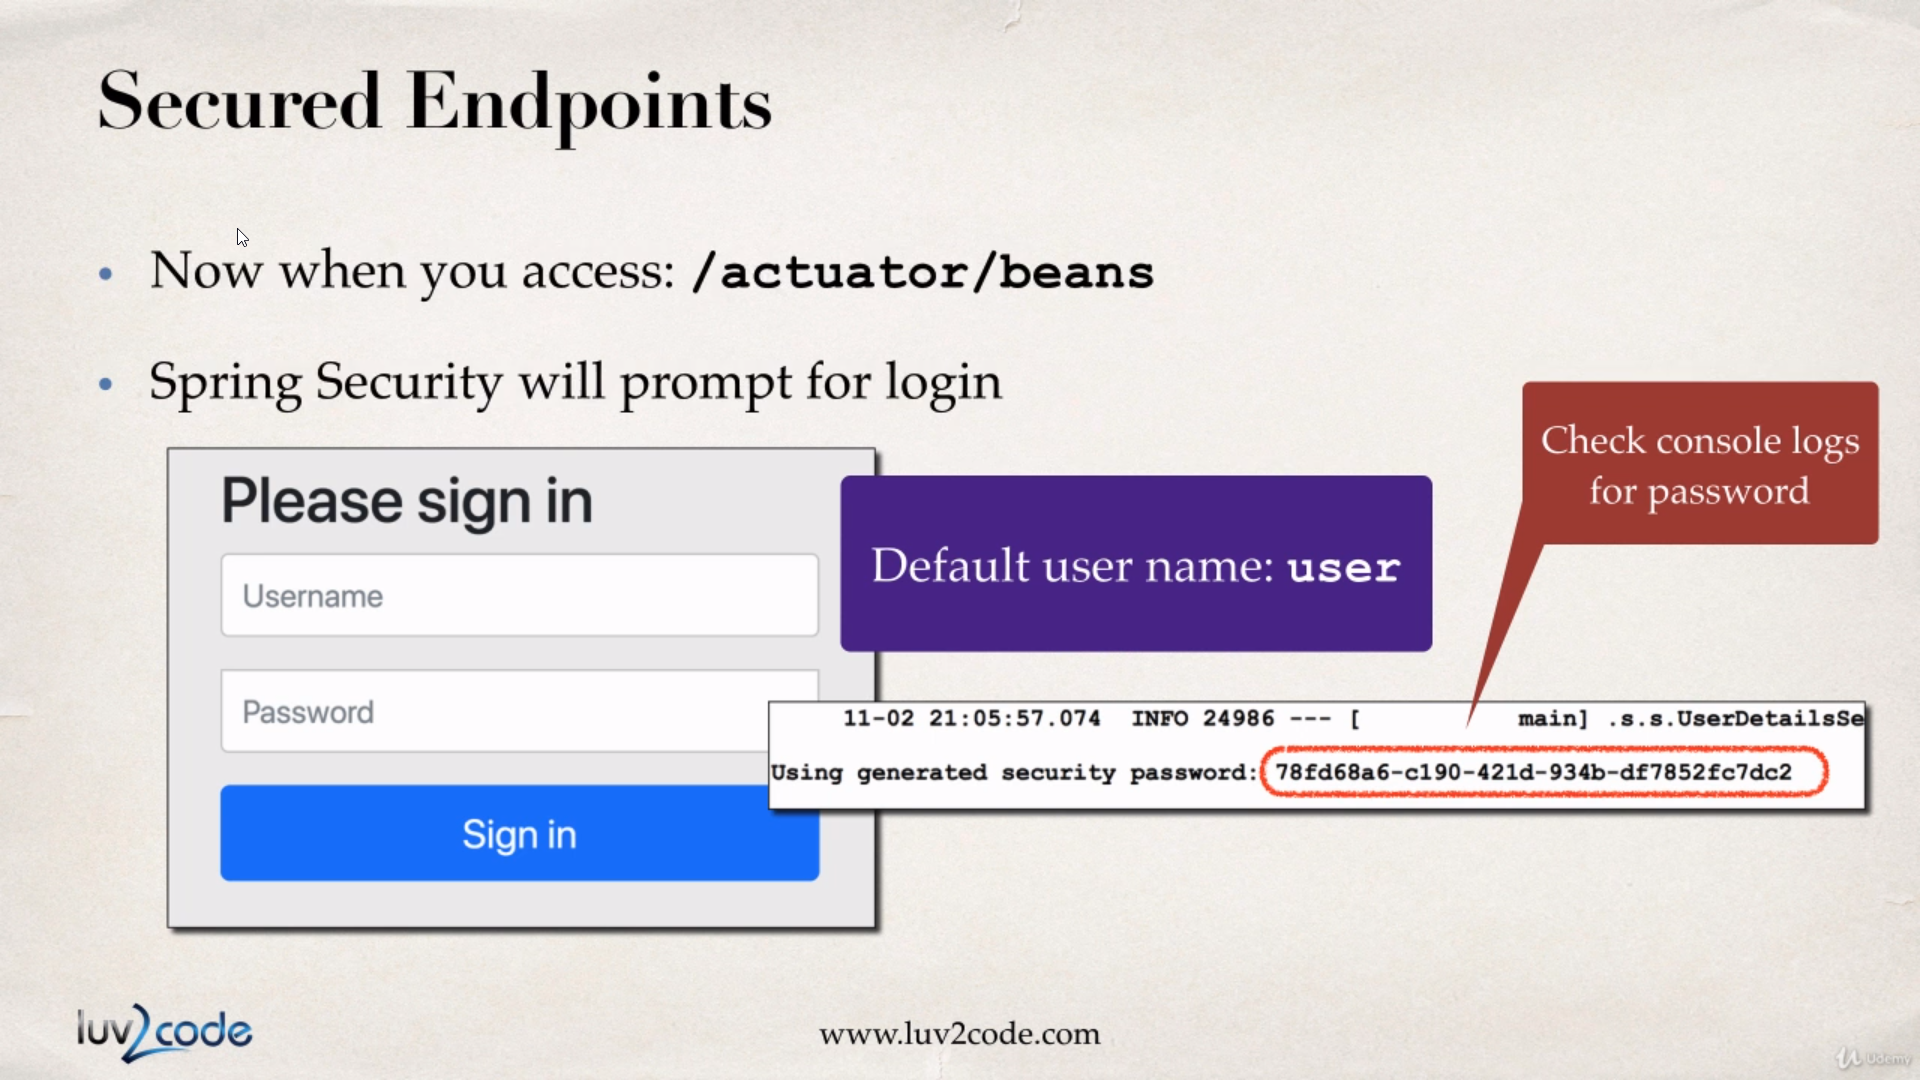 Secured Endpoints
• Now when you access: /actuator/beans
• Spring Security will prompt for login
Check console logs
for password
Please sign in
Username
Default user name: user
Password
11-02 21:05:57.074 INFO 24986 --- [ main] .s.s.UserDetailsSe
Using generated security password: 78fd68a6-c190-421d-934b-df7852fc7dc2
Sign in
luv2code
www.luv2code.com
Udemy